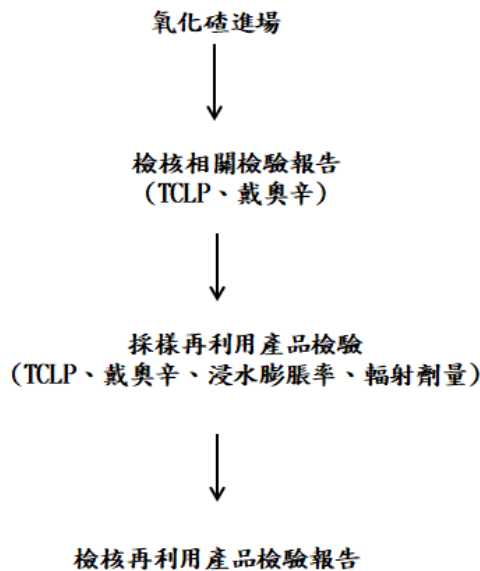 氧化碴進場
檢核相關檢驗報告
(TCLP、戴奧辛)
採樣再利用產品檢驗
(TCLP、戴奧辛、浸水膨脹率、輻射劑量)
檢核再利用產品檢驗報告